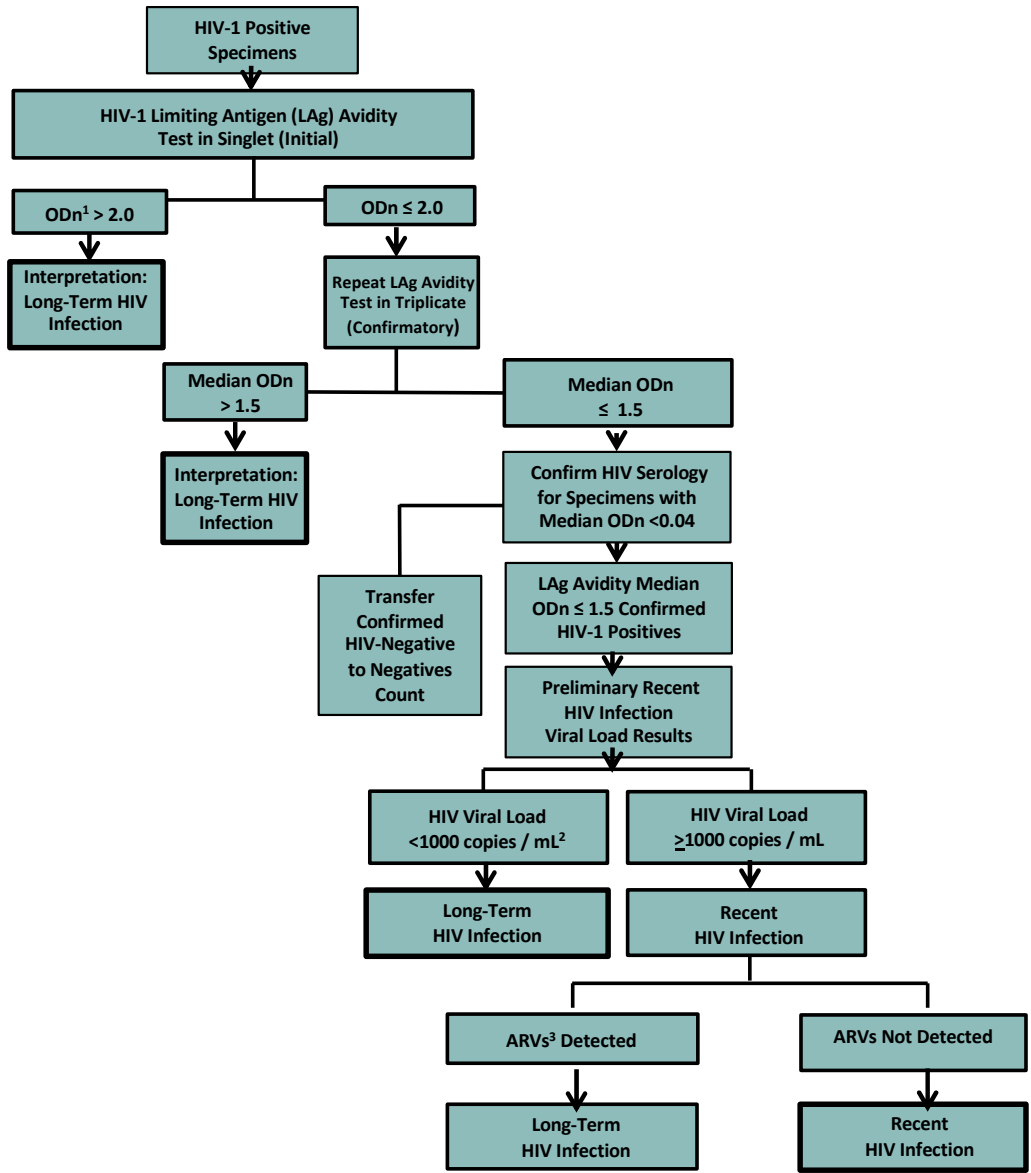 HIV-1 Positive
Specimens
HIV-1 Limiting Antigen (LAg) Avidity
Test in Singlet (Initial)
ODn¹ > 2.0
ODn ≤ 2.0
Interpretation:
Long-Term HIV
Infection
Repeat LAg Avidity
Test in Triplicate
(Confirmatory)
Median ODn
> 1.5
Median ODn
≤ 1.5
Interpretation:
Long-Term HIV
Infection
Confirm HIV Serology
for Specimens with
Median ODn <0.04
Transfer
Confirmed
HIV-Negative
to Negatives
Count
LAg Avidity Median
ODn ≤ 1.5 Confirmed
HIV-1 Positives
Preliminary Recent
HIV Infection
Viral Load Results
HIV Viral Load
<1000 copies / mL²
HIV Viral Load
≥1000 copies / mL
Long-Term
HIV Infection
Recent
HIV Infection
ARVs³ Detected
ARVs Not Detected
Long-Term
HIV Infection
Recent
HIV Infection